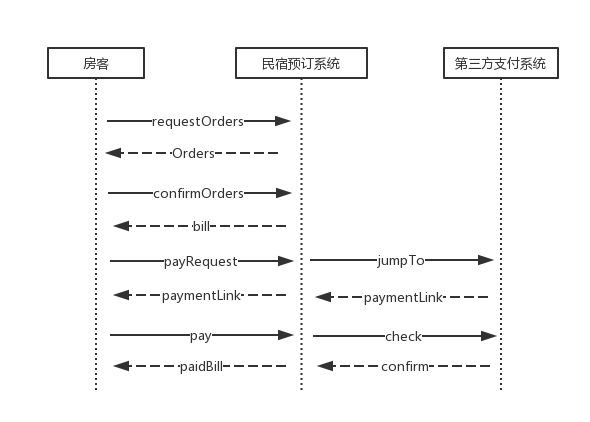 房客
民宿预订系统
第三方支付系统
requestOrders
Orders
confirmOrders
bill
payRequest
jumpTo
paymentLink
paymentLink
pay
check
paidBill
confirm